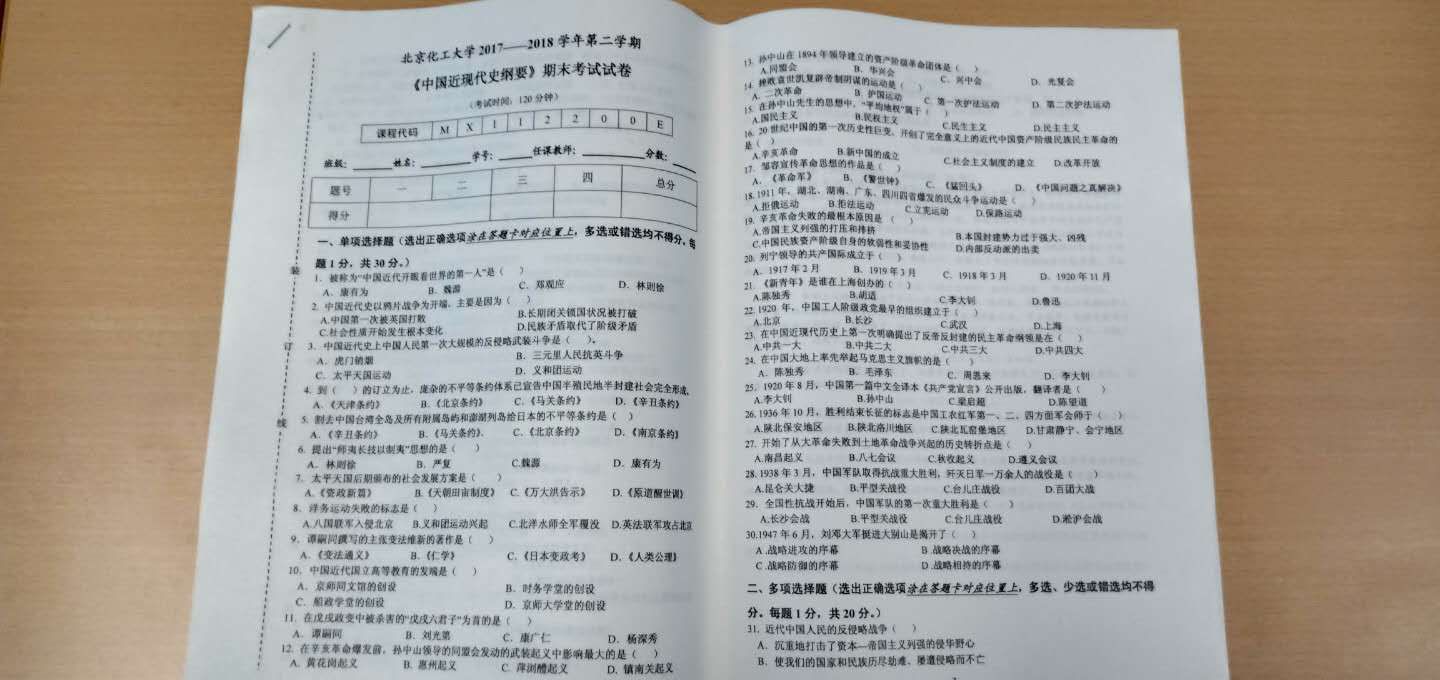 北京化工大学 2017——2018 学年第二学期
《中国近现代史纲要》期末考试试卷
（考试时间：120 分钟）
课程代码 M X 1 1 2 2 0 0 E
班级：姓名：学号：任课教师：分数：
题号 一 二 三 四 总分
得分
一、单项选择题（选出正确选项涂在答题卡对应位置上，多选或错选均不得分。每
题 1 分，共 30 分。）
1. 被称为“中国近代开眼看世界的第一人”是（ ）
A. 康有为 B. 魏源 C. 郑观应 D. 林则徐
2. 中国近代史以鸦片战争为开端，主要是因为（ ）
A.中国第一次被英国打败 B.长期闭关锁国状况被打破
C.社会性质开始发生根本变化 D.民族矛盾取代了阶级矛盾
3. 中国近代史上中国人民第一次大规模的反侵略武装斗争是（ ）。
A. 虎门销烟 B. 三元里人民抗英斗争
C. 太平天国运动 D. 义和团运动
4. 到（ ）的订立为止，庞杂的不平等条约体系已宣告中国半殖民地半封建社会完全形成。
A.《天津条约》 B.《北京条约》 C.《马关条约》 D.《辛丑条约》
5. 割去中国台湾全岛及所有附属岛屿和澎湖列岛给日本的不平等条约是（ ）
A.《辛丑条约》 B.《马关条约》. C.《北京条约》 D.《南京条约》
6. 提出“师夷长技以制夷”思想的是（ ）
A. 林则徐 B. 严复 C.魏源 D. 康有为
7. 太平天国后期颁布的社会发展方案是（ ）
A.《资政新篇》 B.《天朝田亩制度》 C.《万大洪告示》 D.《原道醒世训》
8. 洋务运动失败的标志是（ ）
A.八国联军入侵北京 B.义和团运动兴起 C.北洋水师全军覆没 D.英法联军攻占北京
9. 谭嗣同撰写的主张变法维新的著作是（ ）
A.《变法通义》 B.《仁学》 C.《日本变政考》 D.《人类公理》
10. 中国近代国立高等教育的发端是（ ）
A. 京师同文馆的创设 B. 时务学堂的创设
C. 船政学堂的创设 D. 京师大学堂的创设
11. 在戊戌政变中被杀害的“戊戌六君子”为首的是（ ）
A. 谭嗣同 B. 刘光第 C. 康广仁 D. 杨深秀
12. 在辛亥革命爆发前，孙中山领导的同盟会发动的武装起义中影响最大的是（ ）
A. 黄花岗起义 B. 惠州起义 C. 萍浏醴起义 D. 镇南关起义
装
订
线
13. 孙中山在 1894 年领导建立的资产阶级革命团体是（ ）
A.同盟会 B. 华兴会 C. 兴中会 D. 光复会
14. 挫败袁世凯复辟帝制阴谋的运动是（ ）
A. 二次革命 B. 护国运动 C. 第一次护法运动 D. 第二次护法运动
15. 在孙中山先生的思想中，“平均地权”属于（ ）
A.国民主义 B.民权主义 C.民生主义 D.民主主义
16. 20 世纪中国的第一次历史性巨变，开创了完全意义上的近代中国资产阶级民族民主革命的
是（ ）
A.辛亥革命 B.新中国的成立 C.社会主义制度的建立 D.改革开放
17. 邹容宣传革命思想的作品是（ ）
A. 《革命军》 B. 《警世钟》 C. 《猛回头》 D. 《中国问题之真解决》
18. 1911 年，湖北、湖南、广东、四川四省爆发的民众斗争运动是（ ）
A.拒俄运动 B.拒法运动 C.立宪运动 D.保路运动
19. 辛亥革命失败的最根本原因是 （ ）
A.帝国主义列强的打压和排挤 B.本国封建势力过于强大、凶残
C.中国民族资产阶级自身的软弱性和妥协性 D.内部反动派的出卖
20. 列宁领导的共产国际成立于（ ）
A. 1917 年 2 月 B. 1919 年 3 月 C. 1918 年 3 月 D. 1920 年 11 月
21. 《新青年》是谁在上海创办的（ ）
A.陈独秀 B.胡适 C.李大钊 D.鲁迅
22. 1920 年，中国工人阶级政党最早的组织建立于（ ）
A.北京 B.长沙 C.武汉 D.上海
23. 在中国近现代历史上第一次明确提出了反帝反封建的民主革命纲领是在（ ）
A.中共一大 B.中共二大 C.中共三大 D.中共四大
24. 在中国大地上率先举起马克思主义旗帜的是（ ）
A. 陈独秀 B. 毛泽东 C. 周恩来 D. 李大钊
25. 1920 年 8 月，中国第一篇中文全译本《共产党宣言》公开出版，翻译者是（ ）
A.李大钊 B.孙中山 C.梁启超 D.陈望道
26. 1936 年 10 月，胜利结束长征的标志是中国工农红军第一、二、四方面军会师于（ ）
A.陕北保安地区 B.陕北洛川地区 C.陕北瓦窑堡地区 D.甘肃静宁、会宁地区
27. 开始了从大革命失败到土地革命战争兴起的历史转折点是（ ）
A.南昌起义 B.八七会议 C.秋收起义 D.遵义会议
28. 1938 年 3 月，中国军队取得抗战重大胜利，歼灭日军一万余人的战役是（ ）
A.昆仑关大捷 B.平型关战役 C.台儿庄战役 D.百团大战
29. 全国性抗战开始后，中国军队的第一次重大胜利是（ ）
A.长沙会战 B.平型关战役 C.台儿庄战役 D.淞沪会战
30.1947 年 6 月，刘邓大军挺进大别山是揭开了（ ）
A .战略进攻的序幕 B .战略决战的序幕
C .战略防御的序幕 D .战略相持的序幕
二、多项选择题（选出正确选项涂在答题卡对应位置上，多选、少选或错选均不得
分。每题 1 分，共 20 分。）
31. 近代中国人民的反侵略战争（ ）
A. 沉重地打击了资本—帝国主义列强的侵华野心
B. 使我们的国家和民族历尽劫难、屡遭侵略而不亡